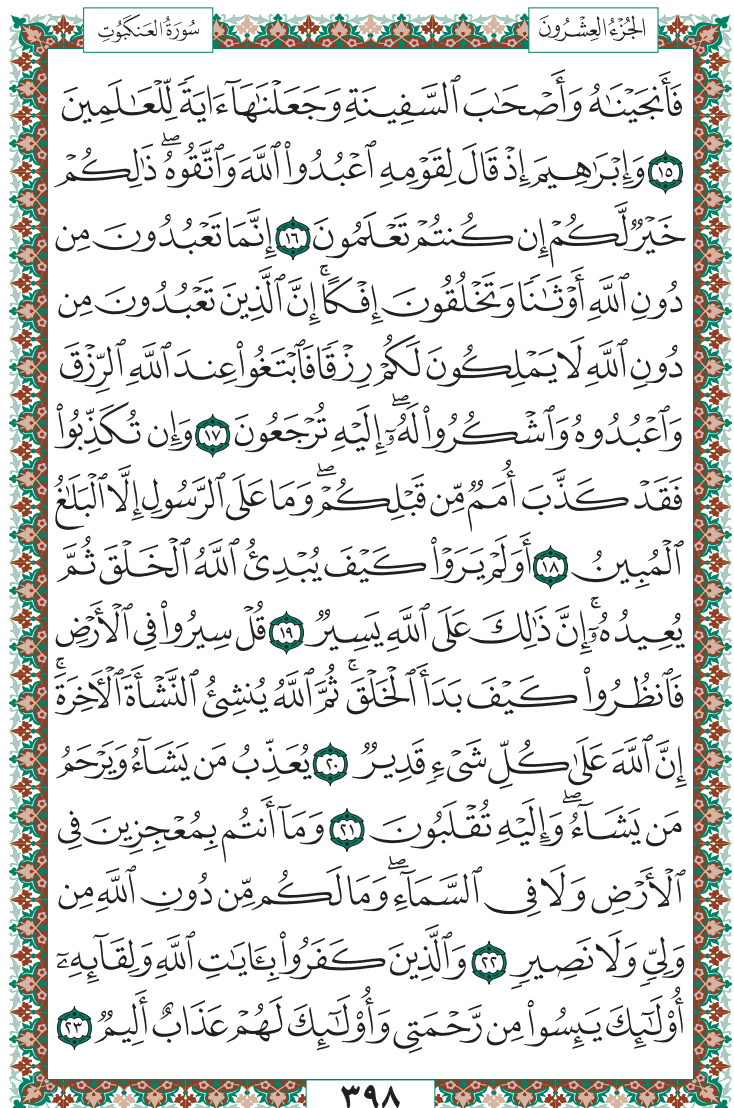 الجُزْءُ العِشْرُونَ
سُورَةُ العَنكَبُوتِ
فَأَنجَيْنَٰهُ وَأَصْحَٰبَ ٱلسَّفِينَةِ وَجَعَلْنَٰهَآ ءَايَةً لِّلْعَٰلَمِينَ
١٥ وَإِبْرَٰهِيمَ إِذْ قَالَ لِقَوْمِهِ ٱعْبُدُوا۟ ٱللَّهَ وَٱتَّقُوهُ ۖ ذَٰلِكُمْ
خَيْرٌ لَّكُمْ إِن كُنتُمْ تَعْلَمُونَ ١٦ إِنَّمَا تَعْبُدُونَ مِن
دُونِ ٱللَّهِ أَوْثَٰنًا وَتَخْلُقُونَ إِفْكًا ۚ إِنَّ ٱلَّذِينَ تَعْبُدُونَ مِن
دُونِ ٱللَّهِ لَا يَمْلِكُونَ لَكُمْ رِزْقًا فَٱبْتَغُوا۟ عِندَ ٱللَّهِ ٱلرِّزْقَ
وَٱعْبُدُوهُ وَٱشْكُرُوا۟ لَهُۥٓ ۖ إِلَيْهِ تُرْجَعُونَ ١٧ وَإِن تُكَذِّبُوا۟
فَقَدْ كَذَّبَ أُمَمٌ مِّن قَبْلِكُمْ ۖ وَمَا عَلَى ٱلرَّسُولِ إِلَّا ٱلْبَلَٰغُ
ٱلْمُبِينُ ١٨ أَوَلَمْ يَرَوْا۟ كَيْفَ يُبْدِئُ ٱللَّهُ ٱلْخَلْقَ ثُمَّ
يُعِيدُهُۥٓ ۚ إِنَّ ذَٰلِكَ عَلَى ٱللَّهِ يَسِيرٌ ١٩ قُلْ سِيرُوا۟ فِى ٱلْأَرْضِ
فَٱنظُرُوا۟ كَيْفَ بَدَأَ ٱلْخَلْقَ ۚ ثُمَّ ٱللَّهُ يُنشِئُ ٱلنَّشْأَةَ ٱلْءَاخِرَةَ ۚ
إِنَّ ٱللَّهَ عَلَىٰ كُلِّ شَىْءٍ قَدِيرٌ ٢٠ يُعَذِّبُ مَن يَشَآءُ وَيَرْحَمُ
مَن يَشَآءُ ۖ وَإِلَيْهِ تُقْلَبُونَ ٢١ وَمَآ أَنتُم بِمُعْجِزِينَ فِى
ٱلْأَرْضِ وَلَا فِى ٱلسَّمَآءِ ۖ وَمَا لَكُم مِّن دُونِ ٱللَّهِ مِن
وَلِىٍّ وَلَا نَصِيرٍ ٢٢ وَٱلَّذِينَ كَفَرُوا۟ بِـَٔايَٰتِ ٱللَّهِ وَلِقَآئِهِۦٓ
أُو۟لَٰٓئِكَ يَئِسُوا۟ مِن رَّحْمَتِى وَأُو۟لَٰٓئِكَ لَهُمْ عَذَابٌ أَلِيمٌ ٢٣
٣٩٨